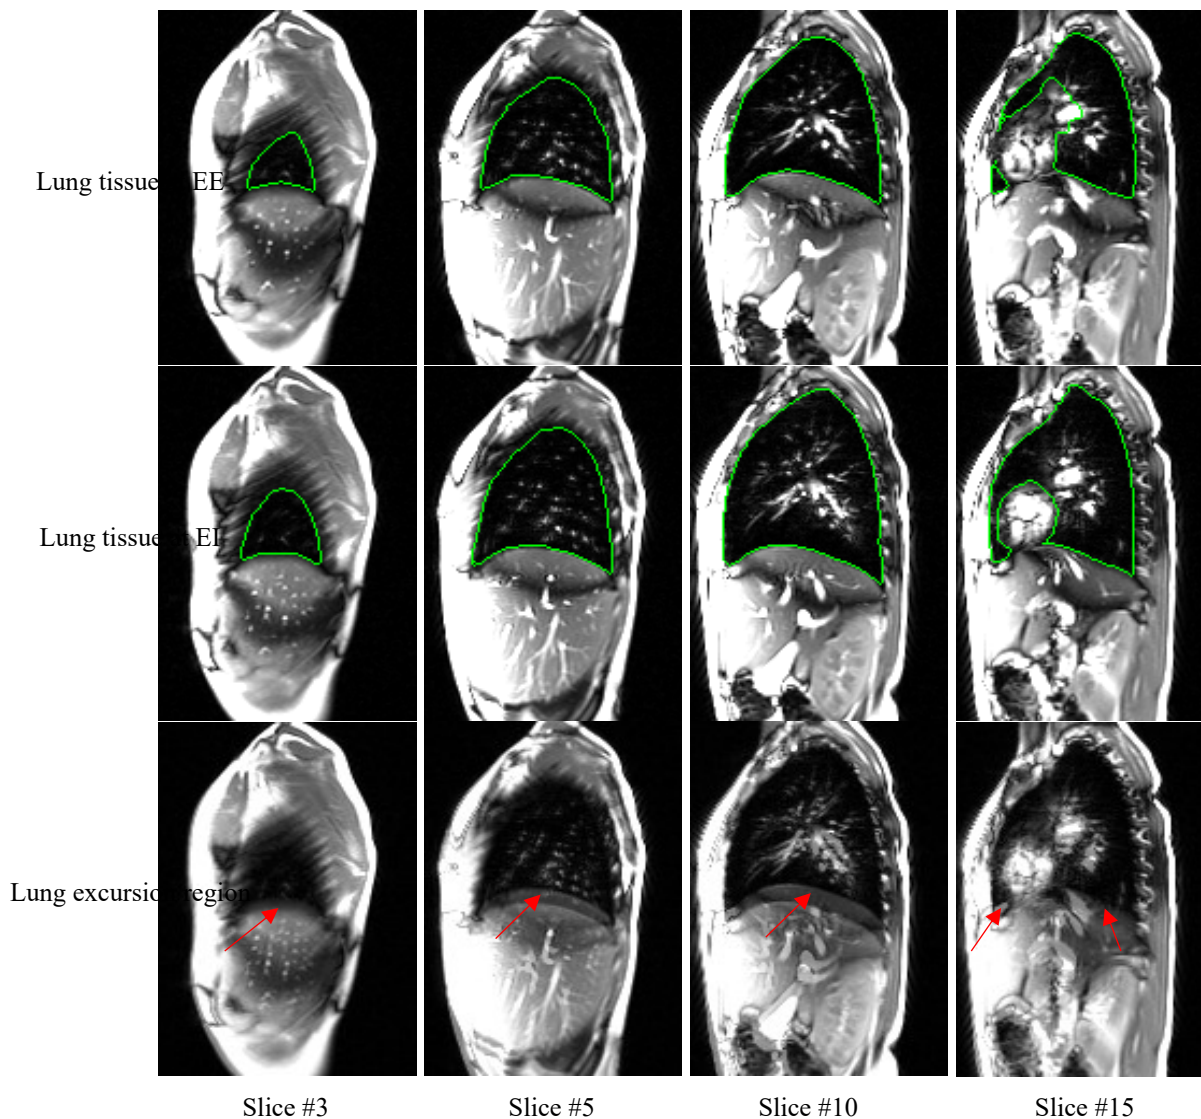 Lung tissue EE
Lung tissue EI
Lung excursion region
Slice #3 Slice #5 Slice #10 Slice #15